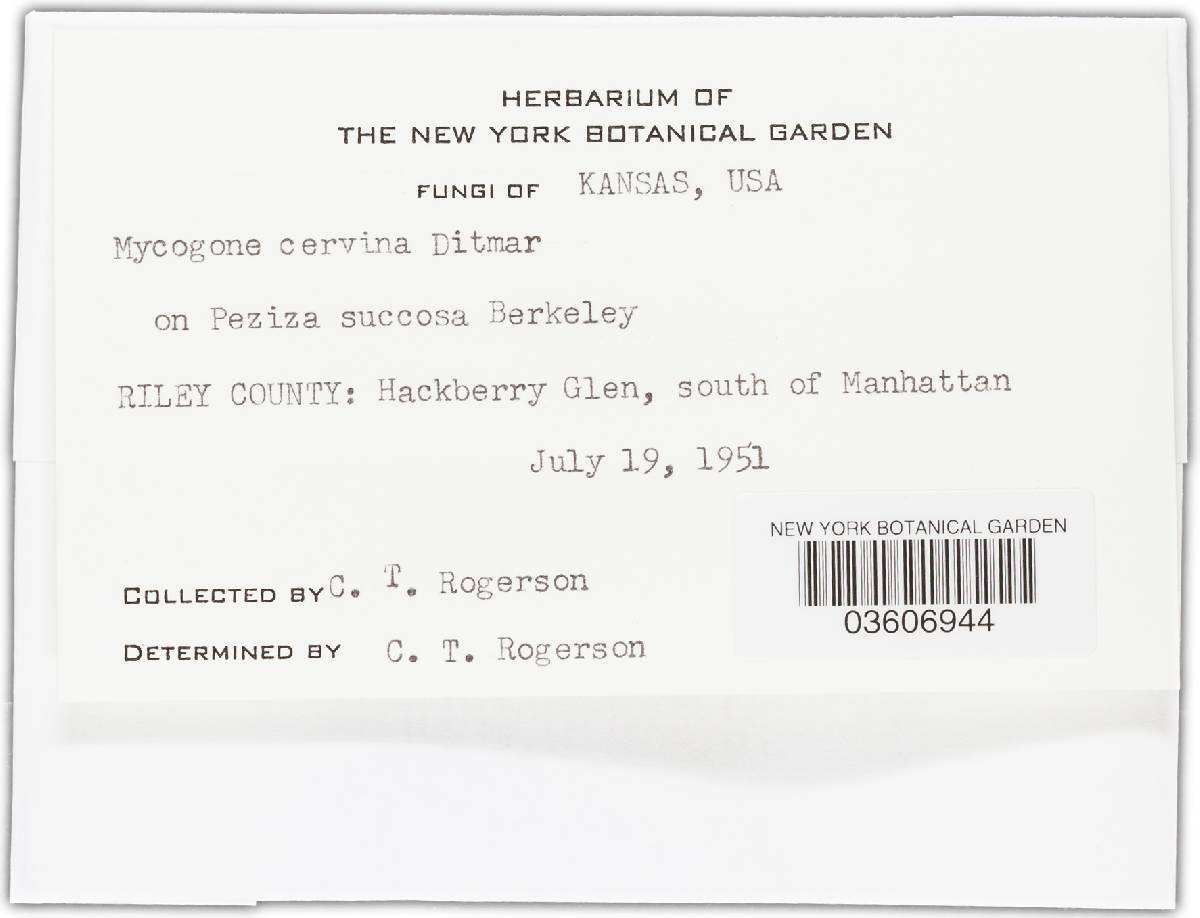 HERBARIUM OF
THE NEW YORK BOTANICAL GARDEN
FUNGI OF KANSAS, USA
Mycogone cervina Ditmar
on Peziza succosa Berkeley
RILEY COUNTY: Hackberry Glen, south of Manhattan
July 19, 1951
NEW YORK BOTANICAL GARDEN
03606944
COLLECTED BY C. T. Rogerson
DETERMINED BY C. T. Rogerson